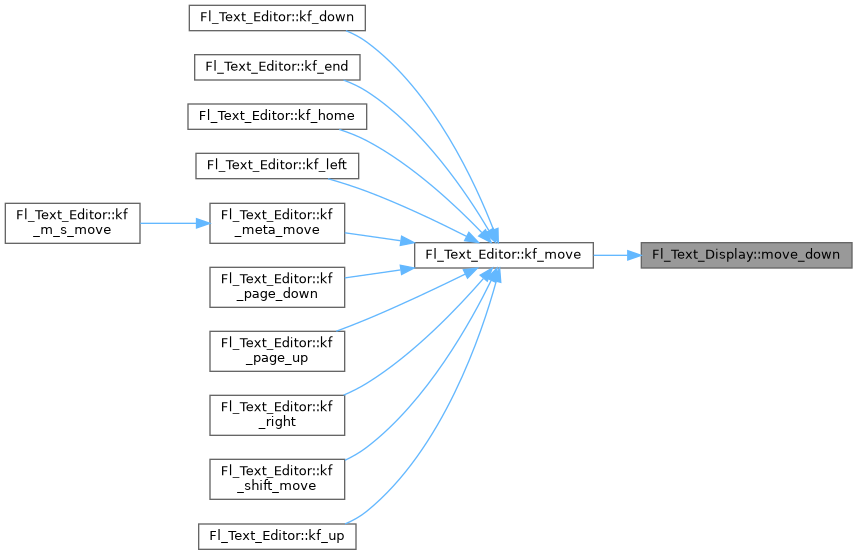 Fl_Text_Editor::kf_down
Fl_Text_Editor::kf_end
Fl_Text_Editor::kf_home
Fl_Text_Editor::kf_left
Fl_Text_Editor::kf
_m_s_move
Fl_Text_Editor::kf
_meta_move
Fl_Text_Editor::kf_move
Fl_Text_Display::move_down
Fl_Text_Editor::kf
_page_down
Fl_Text_Editor::kf
_page_up
Fl_Text_Editor::kf
_right
Fl_Text_Editor::kf
_shift_move
Fl_Text_Editor::kf_up